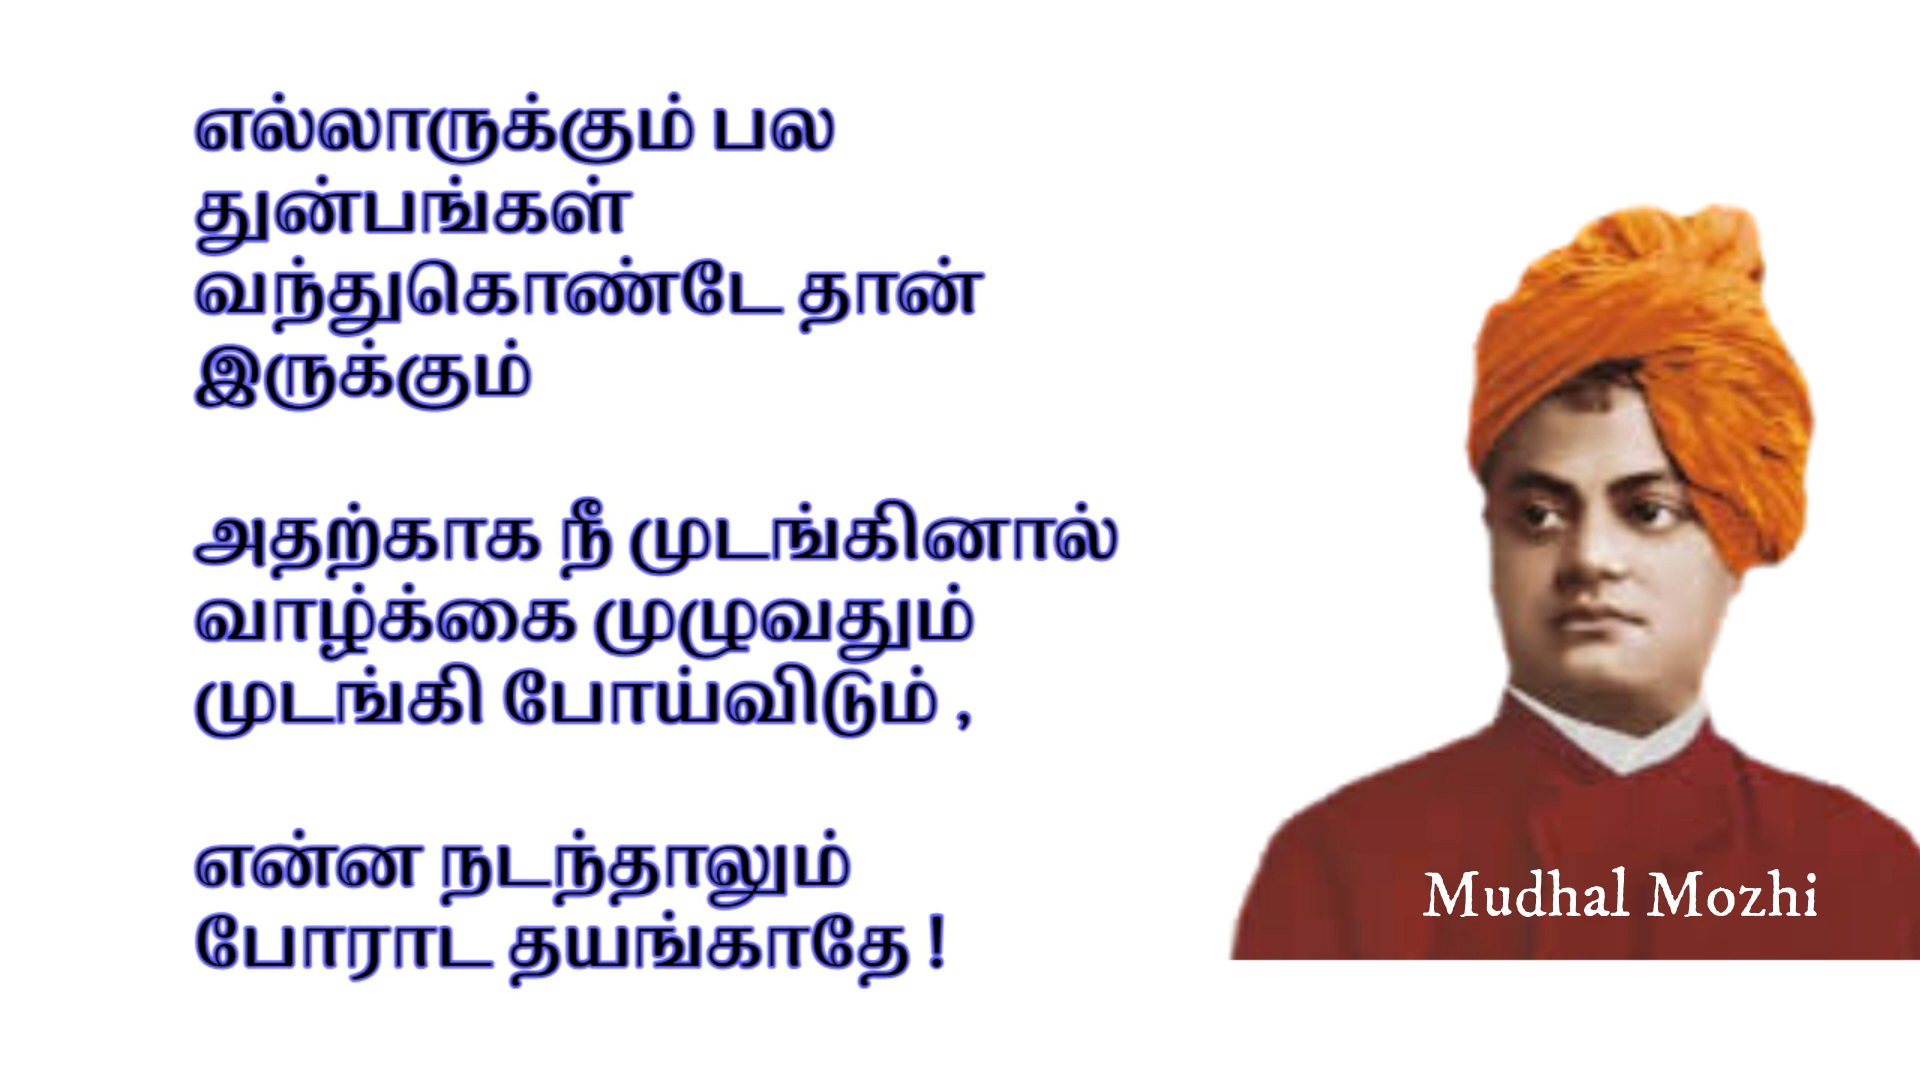 எல்லாருக்கும் பல
துன்பங்கள்
வந்துகொண்டே தான்
இருக்கும்
அதற்காக நீ முடங்கினால்
வாழ்க்கை முழுவதும்
முடங்கி போய்விடும் ,
என்ன நடந்தாலும்
போராட தயங்காதே !
Mudhal Mozhi